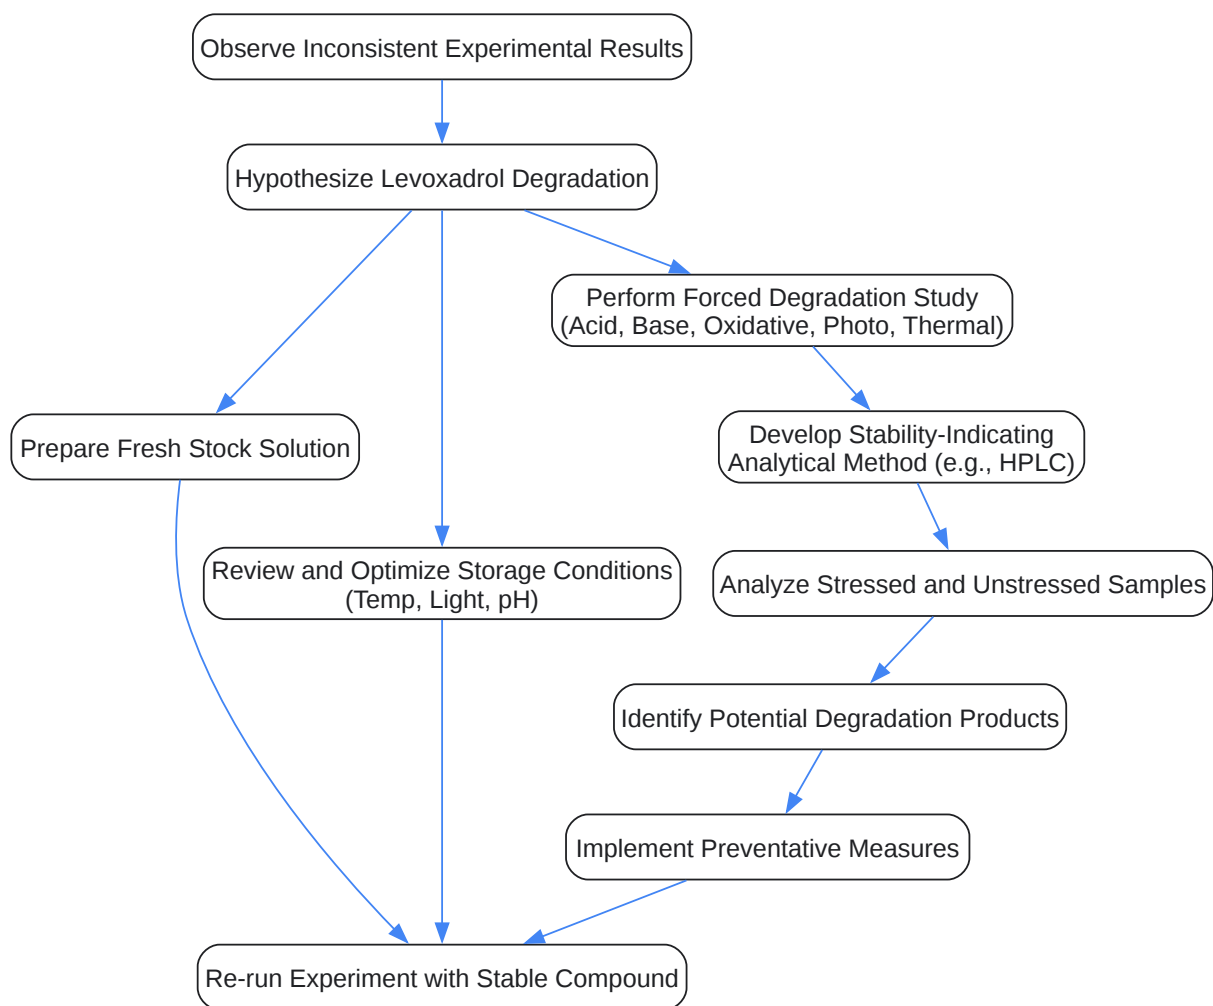 Observe Inconsistent Experimental Results
Hypothesize Levoxadrol Degradation
Perform Forced Degradation Study
(Acid, Base, Oxidative, Photo, Thermal)
Prepare Fresh Stock Solution
Develop Stability-Indicating
Analytical Method (e.g., HPLC)
Review and Optimize Storage Conditions
(Temp, Light, pH)
Analyze Stressed and Unstressed Samples
Identify Potential Degradation Products
Implement Preventative Measures
Re-run Experiment with Stable Compound